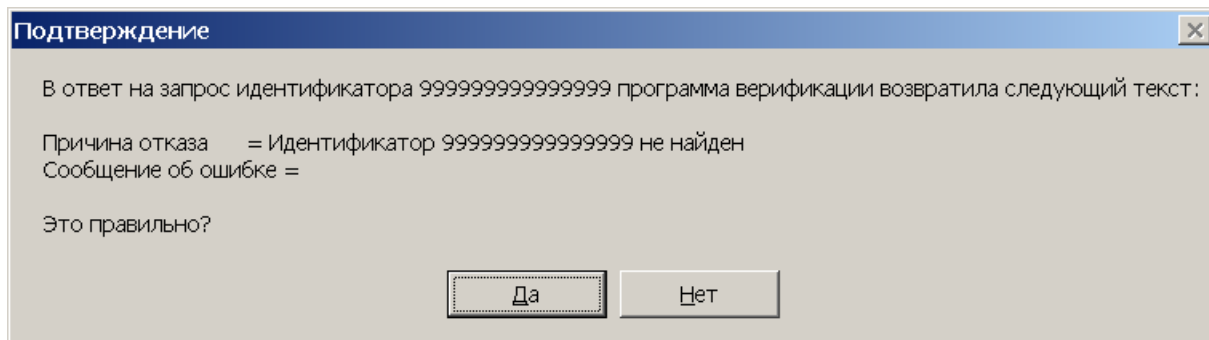 Подтверждение
В ответ на запрос идентификатора 999999999999999 программа верификации возвратила следующий текст:
Причина отказа = Идентификатор 999999999999999 не найден
Сообщение об ошибке =
Это правильно?
Да
Нет